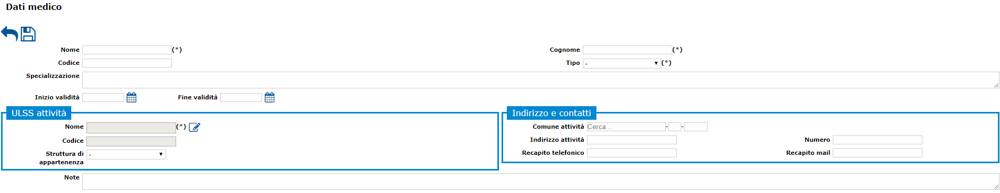 Dati medico
Nome (*) Cognome (*)
Codice Tipo - (*)
Specializzazione
Inizio validità Fine validità
ULSS attività
Nome (*)
Codice
Struttura di
appartenenza -
Indirizzo e contatti
Comune attività Cerca... - -
Indirizzo attività Numero
Recapito telefonico Recapito mail
Note